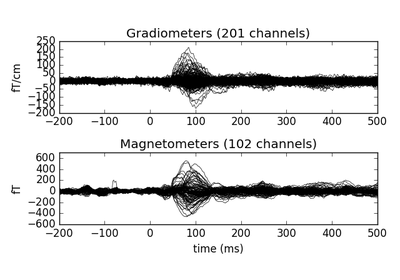 Gradiometers (201 channels)
250
200
150
100
50
0
−50
−100
−150
−200
fT/cm
−200 −100 0 100 200 300 400 500
Magnetometers (102 channels)
600
400
200
0
−200
−400
−600
fT
−200 −100 0 100 200 300 400 500
time (ms)